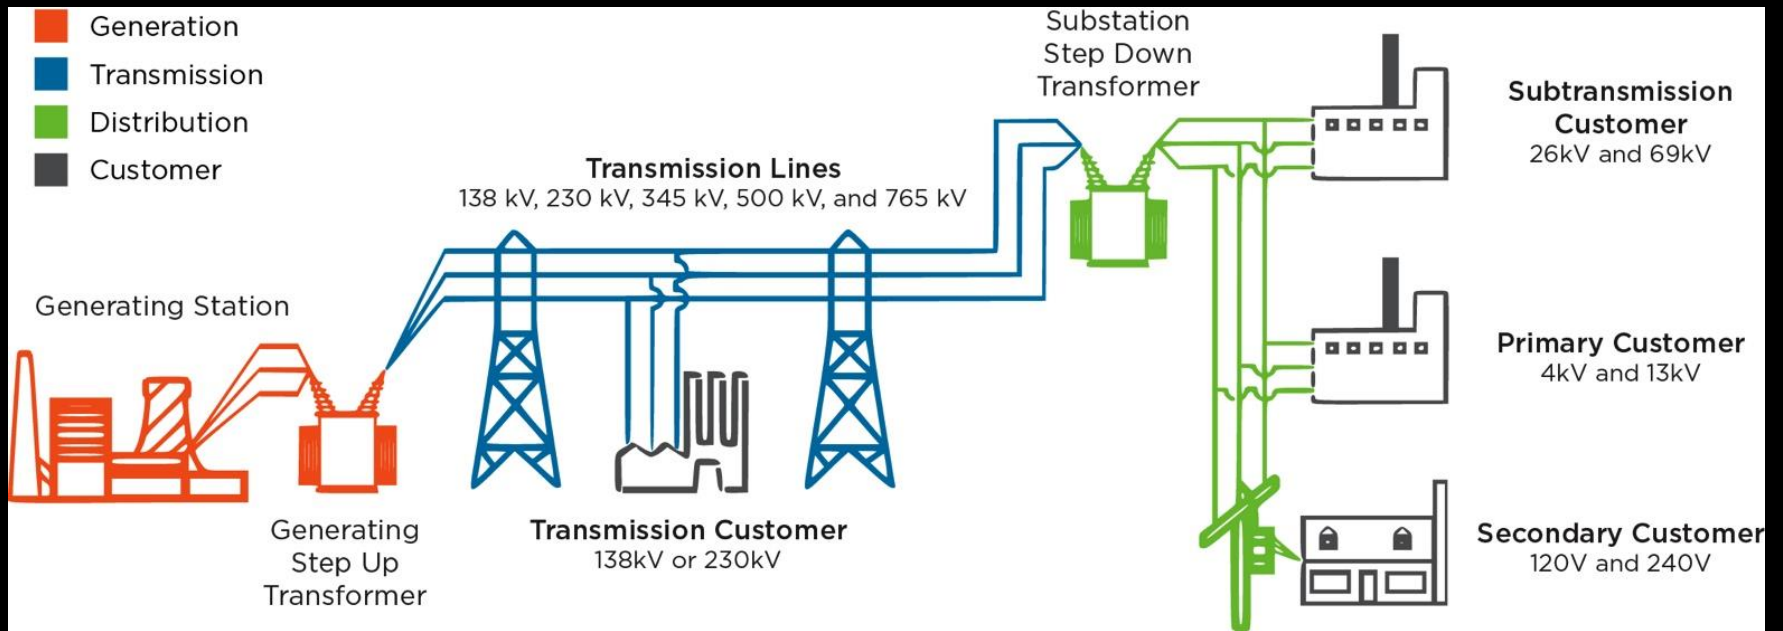 Generation
Transmission
Distribution
Customer
Generating Station
Generating
Step Up
Transformer
Transmission Lines
138 kV, 230 kV, 345 kV, 500 kV, and 765 kV
Transmission Customer
138kV or 230kV
Substation
Step Down
Transformer
Subtransmission
Customer
26kV and 69kV
Primary Customer
4kV and 13kV
Secondary Customer
120V and 240V